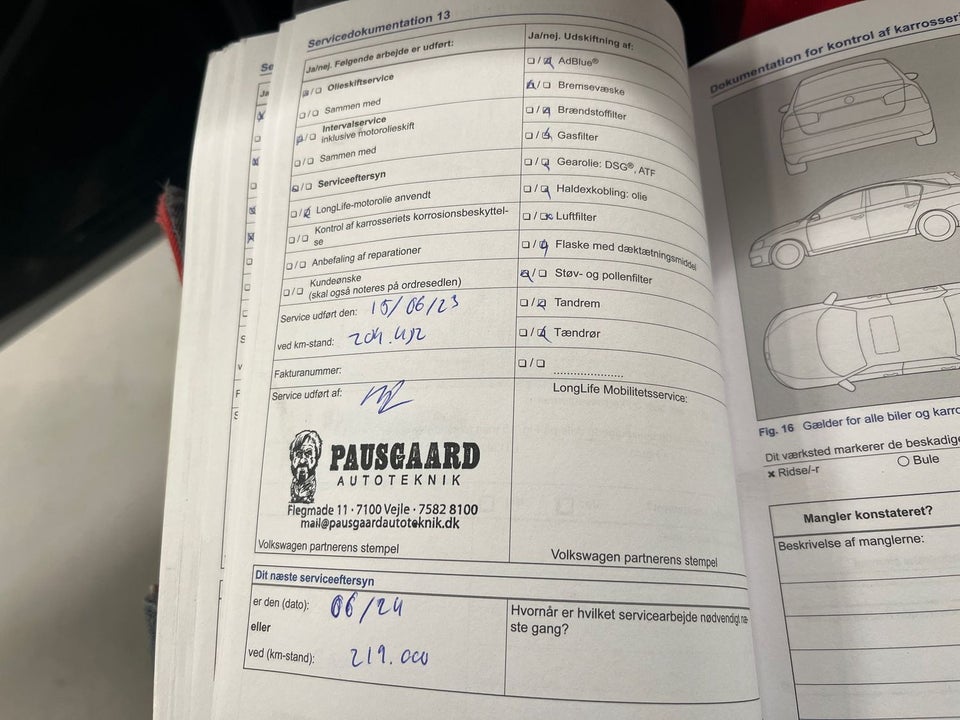 Servicedokumentation 13
Ja/nej. Følgende arbejde er udført:
Olieskiftservice
Sammen med
Intervalservice
inklusive motorolieskift
Sammen med
Serviceeftersyn
LongLife-motorolie anvendt
Kontrol af karrosseriets korrosionsbeskyttel-
se
Anbefaling af reparationer
Kundeønske
(skal også noteres på ordresedlen)
Service udført den: 15/06/23
ved km-stand:
Fakturanummer:
Service udført af:
PAUSGAARD
AUTOTEKNIK
Flegmade 11 · 7100 Vejle · 7582 8100
mail@pausgaardautoteknik.dk
Volkswagen partnerens stempel
Ja/nej. Udskiftning af:
AdBlue®
Bremsevæske
Brændstoffilter
Gasfilter
Gearolie: DSG®, ATF
Haldexkobling: olie
Luftfilter
Flaske med dæktætningsmiddel
Støv- og pollenfilter
Tandrem
Tændrør
LongLife Mobilitetsservice:
Volkswagen partnerens stempel
Dit næste serviceeftersyn
er den (dato): 06/24
eller
ved (km-stand): 219.000
Hvornår er hvilket servicearbejde nødvendigt næ-
ste gang?
Dokumentation for kontrol af karrosseri
Fig. 16 Gælder for alle biler og karro
Dit værksted markerer de beskadige
× Ridse/-r
Bule
Mangler konstateret?
Beskrivelse af manglerne: